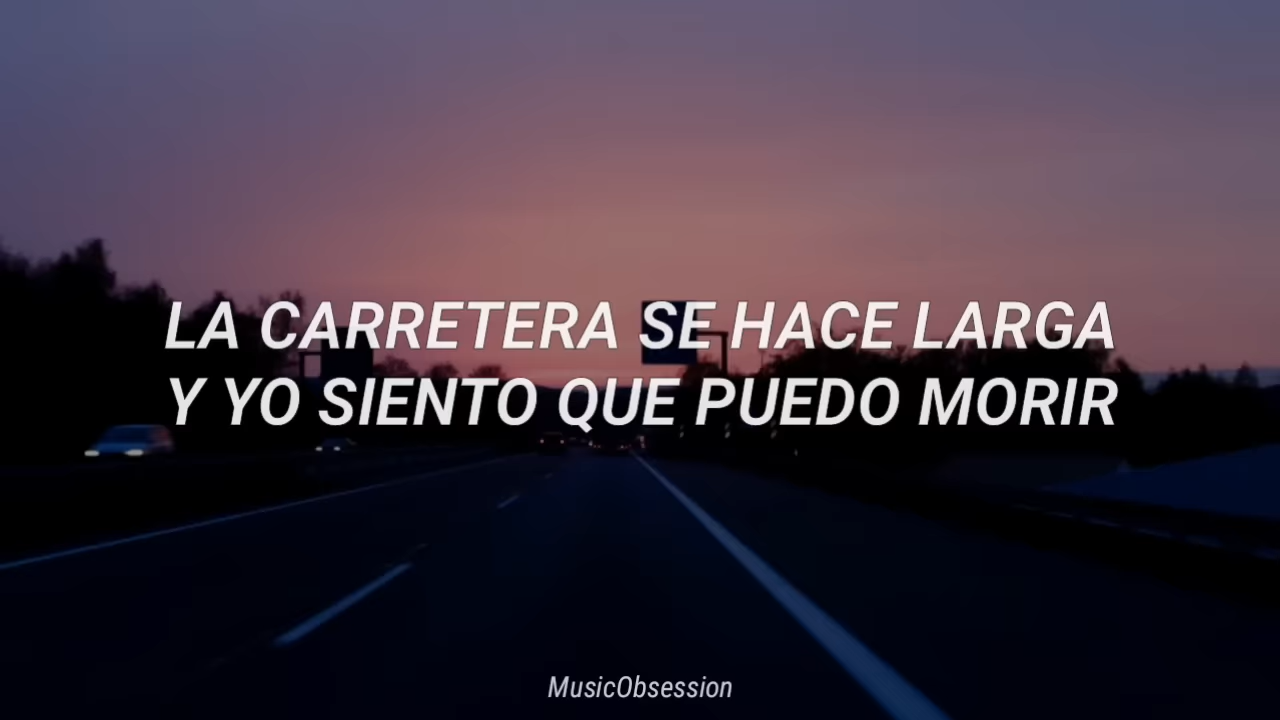 LA CARRETERA SE HACE LARGA
Y YO SIENTO QUE PUEDO MORIR
MusicObsession